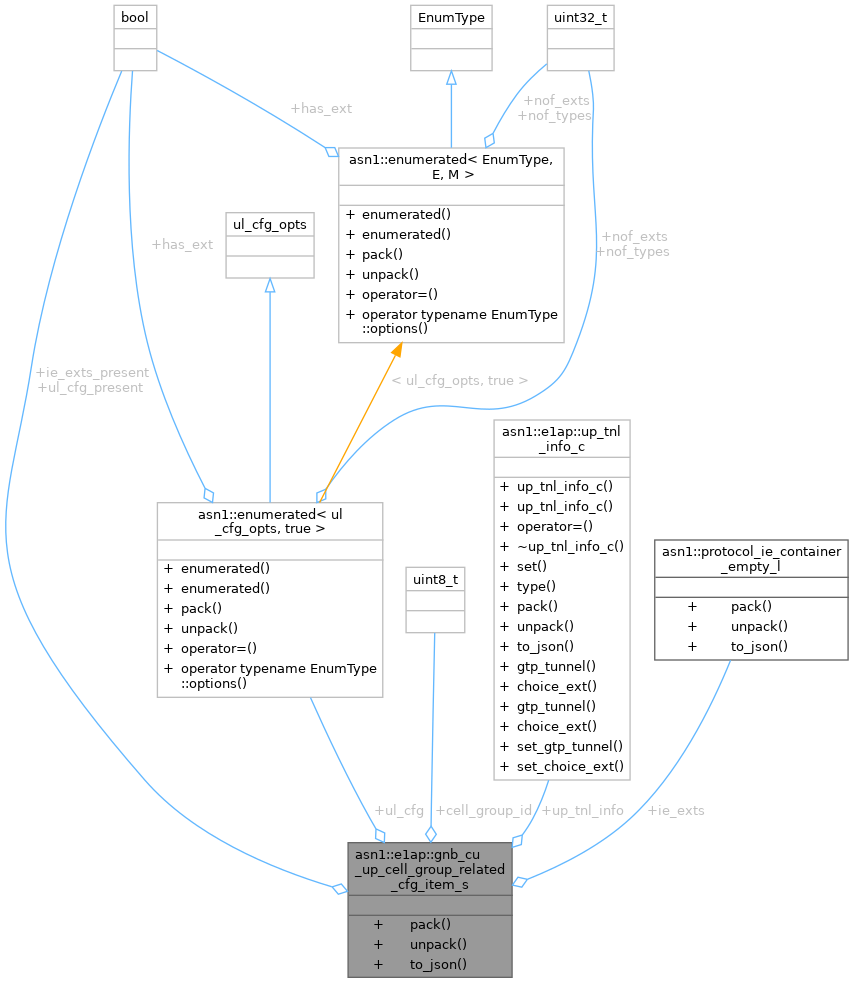 bool
EnumType
uint32_t
+has_ext
+nof_exts
+nof_types
asn1::enumerated< EnumType,
E, M >
+ enumerated()
+ enumerated()
+ pack()
+ unpack()
+ operator=()
+ operator typename EnumType
::options()
ul_cfg_opts
+has_ext
+nof_exts
+nof_types
+ie_exts_present
+ul_cfg_present
< ul_cfg_opts, true >
asn1::e1ap::up_tnl
_info_c
+ up_tnl_info_c()
+ up_tnl_info_c()
+ operator=()
+ ~up_tnl_info_c()
+ set()
+ type()
+ pack()
+ unpack()
+ to_json()
+ gtp_tunnel()
+ choice_ext()
+ gtp_tunnel()
+ choice_ext()
+ set_gtp_tunnel()
+ set_choice_ext()
asn1::enumerated< ul
_cfg_opts, true >
+ enumerated()
+ enumerated()
+ pack()
+ unpack()
+ operator=()
+ operator typename EnumType
::options()
uint8_t
asn1::protocol_ie_container
_empty_l
+ pack()
+ unpack()
+ to_json()
+ul_cfg
+cell_group_id
+up_tnl_info
+ie_exts
asn1::e1ap::gnb_cu
_up_cell_group_related
_cfg_item_s
+ pack()
+ unpack()
+ to_json()